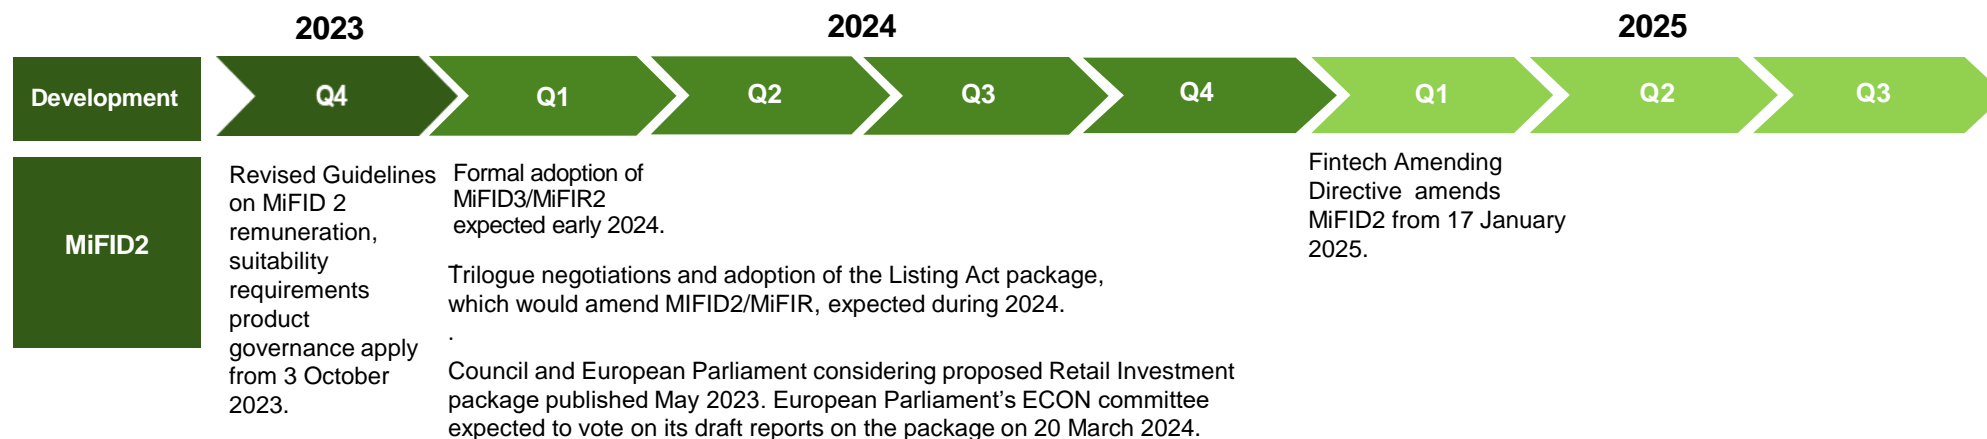 2023
2024
2025
Development
Q4
Q1
Q2
Q3
Q4
Q1
Q2
Q3
MiFID2
Revised Guidelines
on MiFID 2
remuneration,
suitability
requirements
product
governance apply
from 3 October
2023.
Formal adoption of
MiFID3/MiFIR2
expected early 2024.
Trilogue negotiations and adoption of the Listing Act package,
which would amend MIFID2/MiFIR, expected during 2024.
.
Council and European Parliament considering proposed Retail Investment
package published May 2023. European Parliament’s ECON committee
expected to vote on its draft reports on the package on 20 March 2024.
Fintech Amending
Directive  amends
MiFID2 from 17 January
2025.